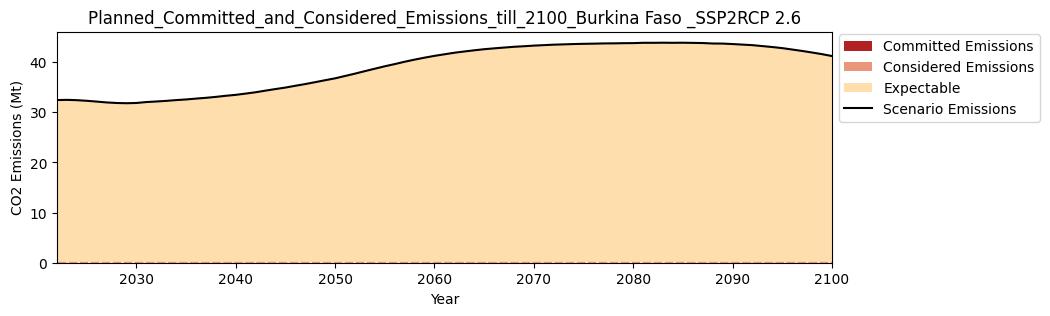 Planned_Committed_and_Considered_Emissions_till_2100_Burkina Faso _SSP2RCP 2.6
Committed Emissions
Considered Emissions
Expectable
Scenario Emissions
CO2 Emissions (Mt)
40
30
20
10
0
2030 2040 2050 2060 2070 2080 2090 2100
Year